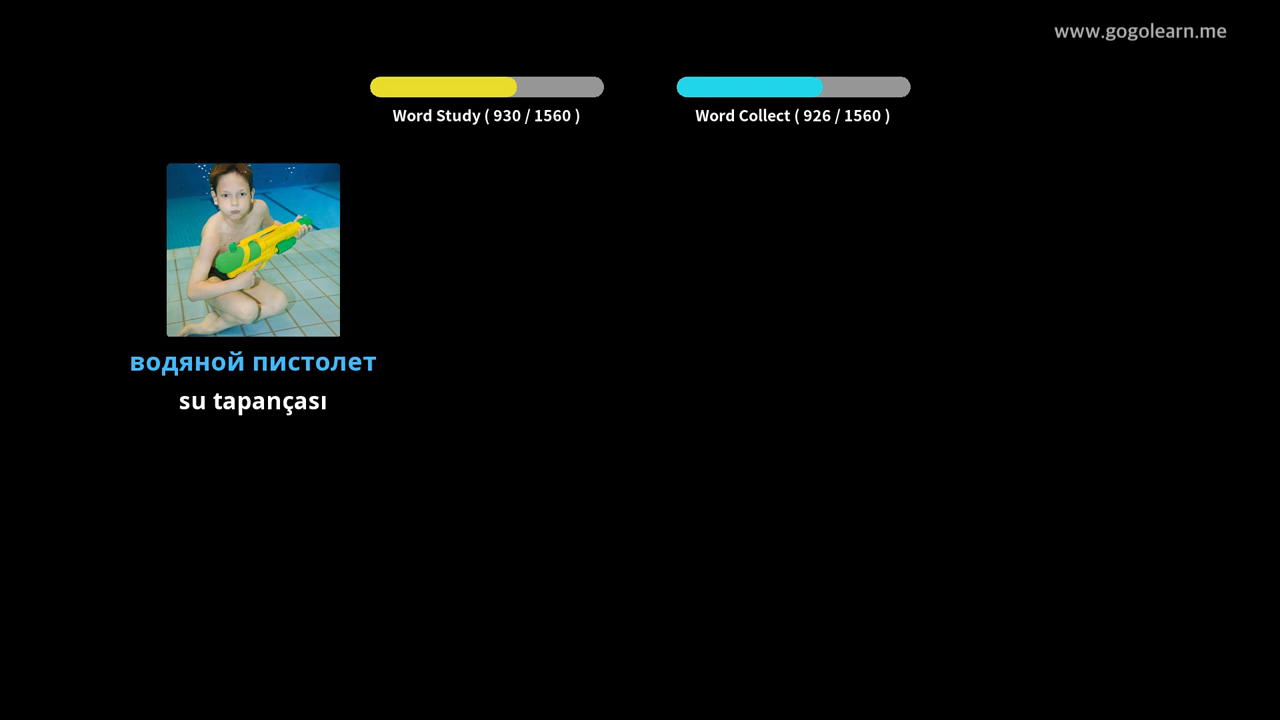 www.gogolearn.me
Word Study ( 930 / 1560 )
Word Collect ( 926 / 1560 )
водяной пистолет
su tapançası